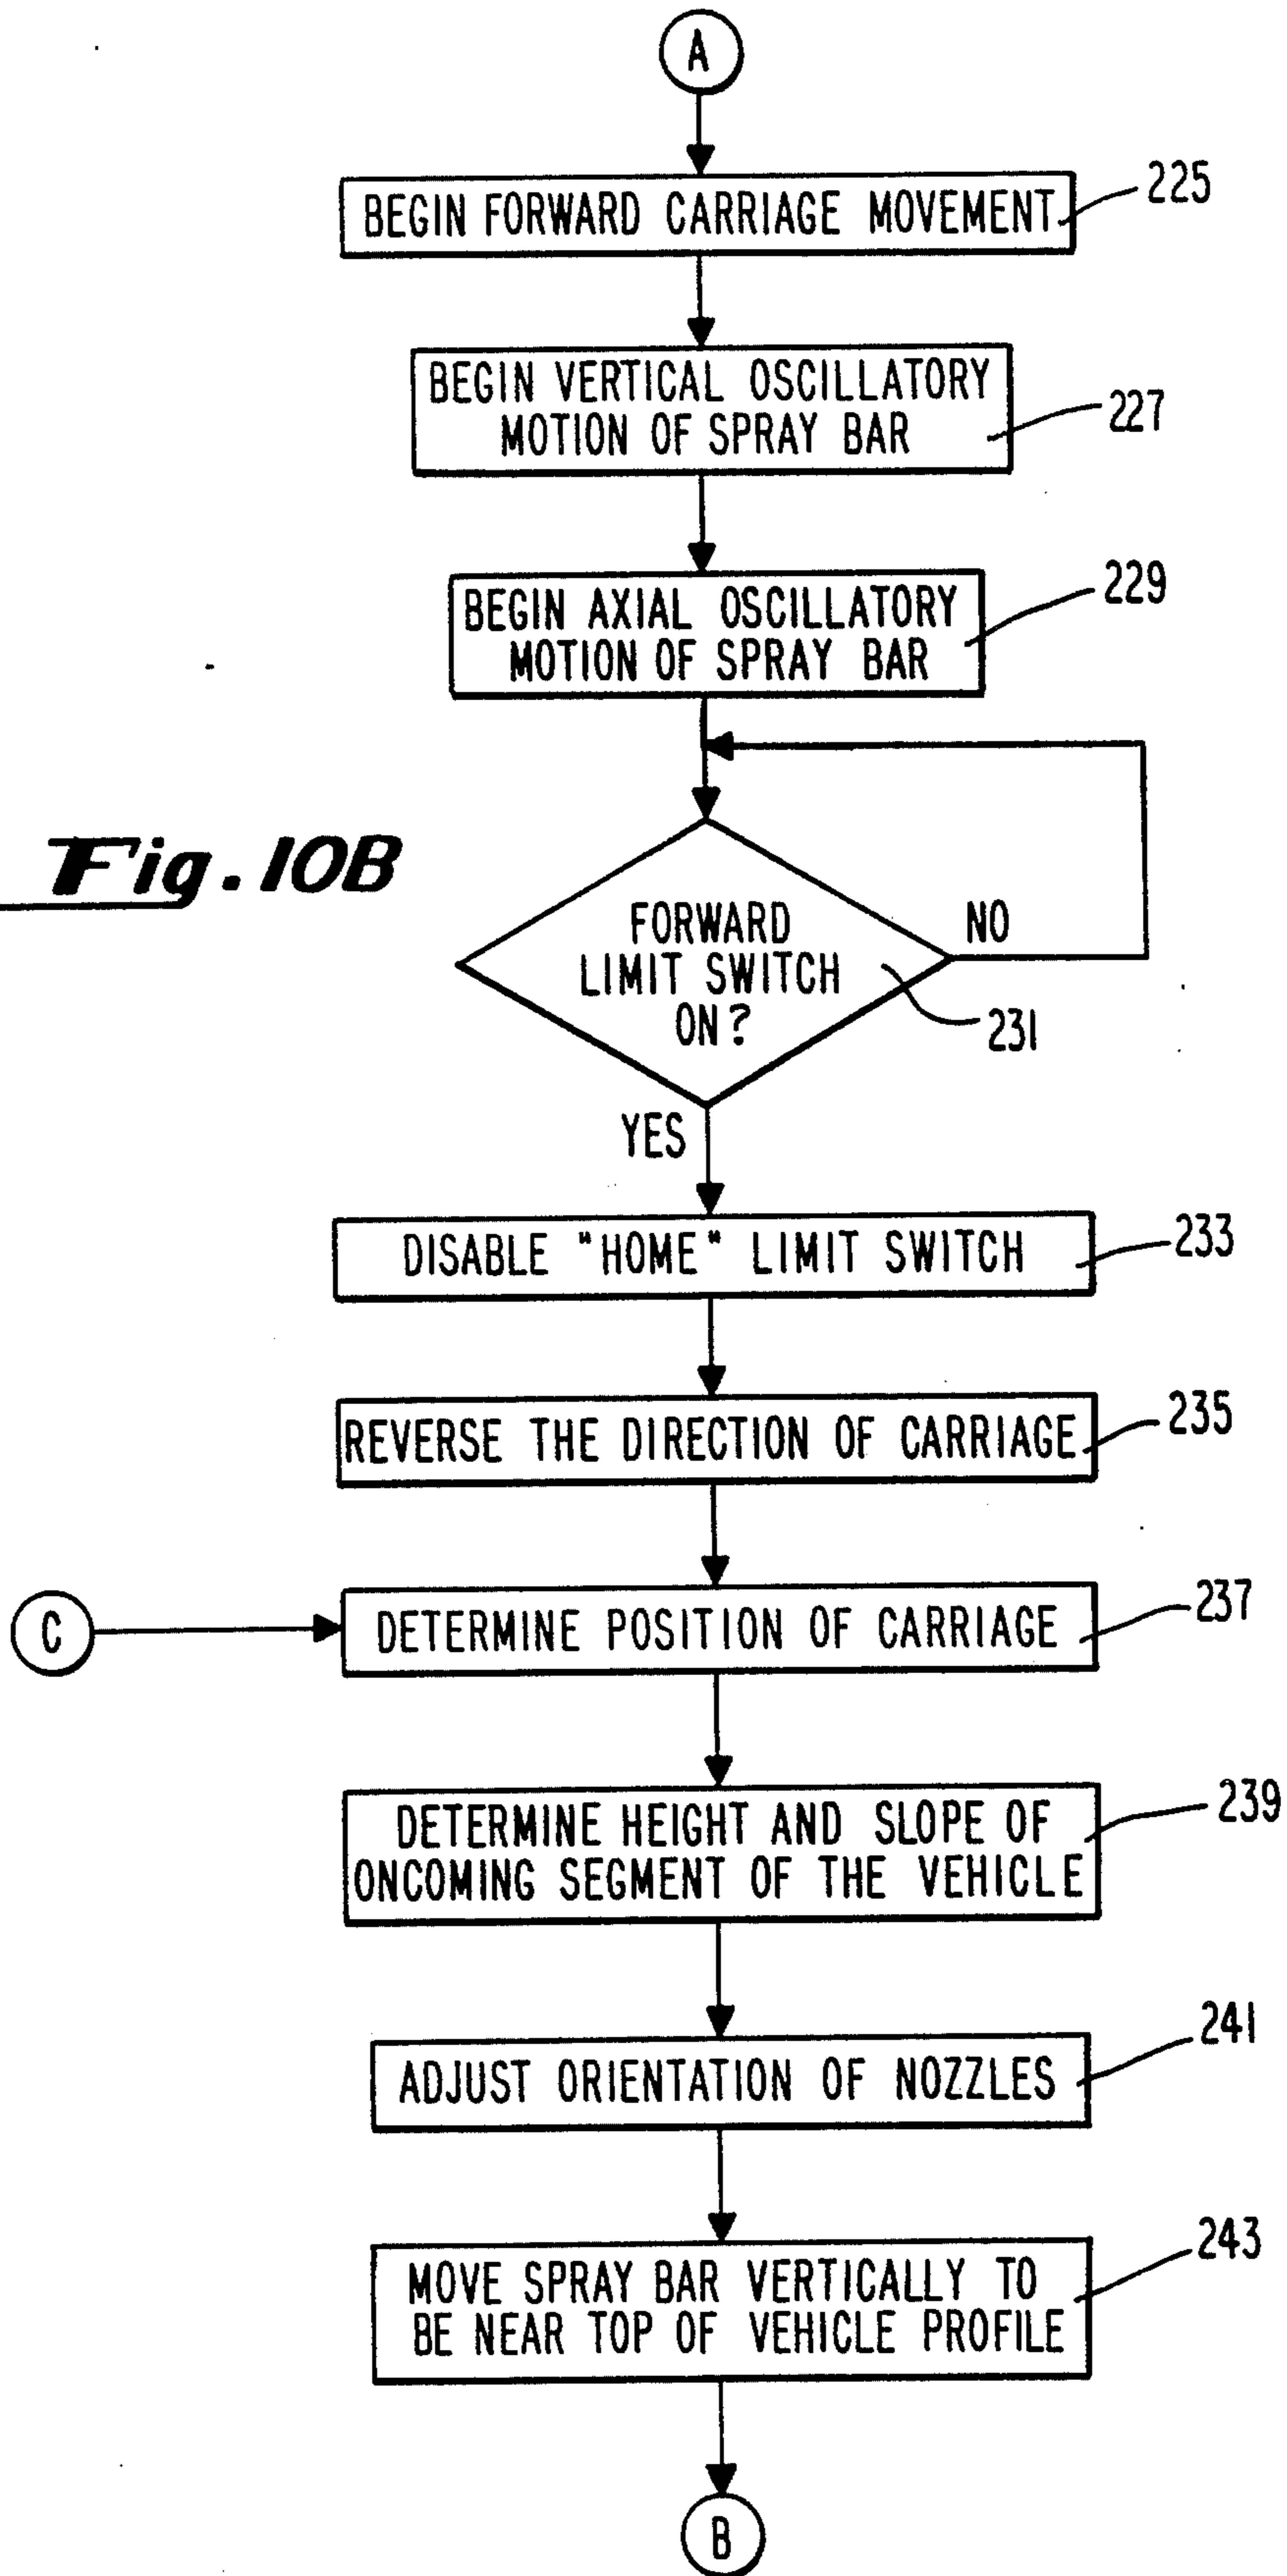 A
BEGIN FORWARD CARRIAGE MOVEMENT
225
BEGIN VERTICAL OSCILLATORY
MOTION OF SPRAY BAR
227
BEGIN AXIAL OSCILLATORY
MOTION OF SPRAY BAR
229
Fig. 10B
FORWARD
LIMIT SWITCH
ON?
NO
231
YES
DISABLE "HOME" LIMIT SWITCH
233
REVERSE THE DIRECTION OF CARRIAGE
235
C
DETERMINE POSITION OF CARRIAGE
237
DETERMINE HEIGHT AND SLOPE OF
ONCOMING SEGMENT OF THE VEHICLE
239
ADJUST ORIENTATION OF NOZZLES
241
MOVE SPRAY BAR VERTICALLY TO
BE NEAR TOP OF VEHICLE PROFILE
243
B